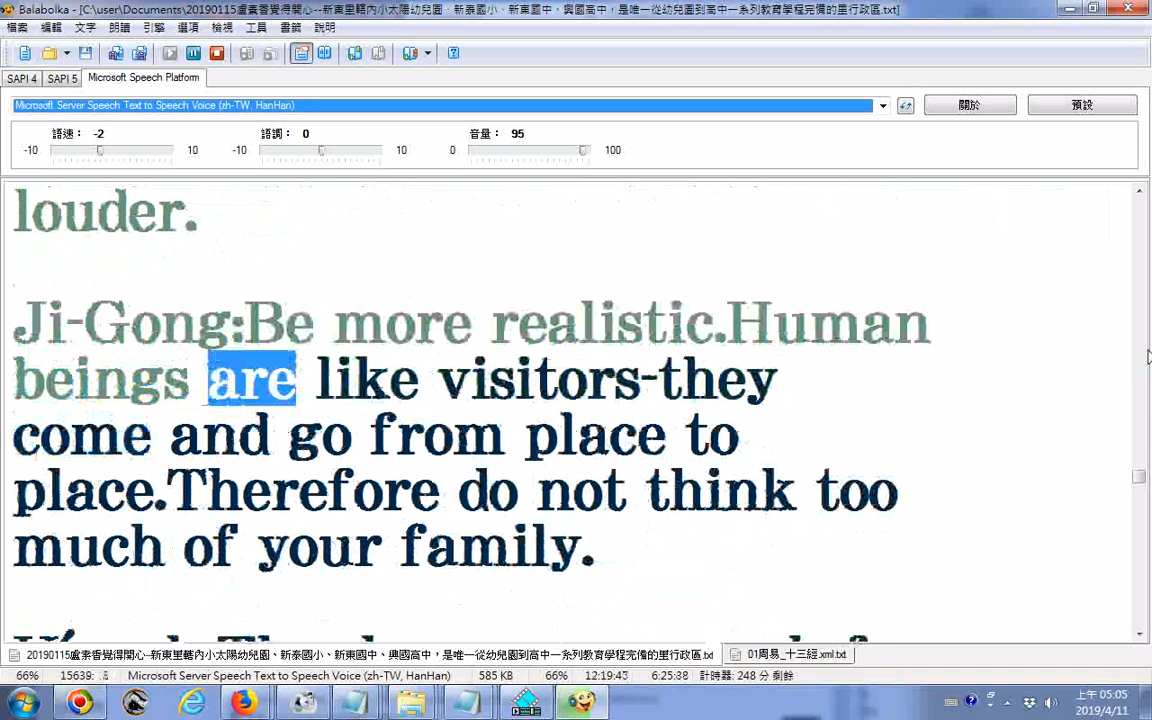 Balabolka - [C:\user\Documents\20190115盧素香覺得開心--新東里轄內小太陽幼兒園、新泰國小、新東國中、興國高中，是唯一從幼兒園到高中一系列教育學程完備的里行政區.txt]
檔案 編輯 文字 朗讀 引擎 選項 檢視 工具 書籤 說明
SAPI 4 SAPI 5 Microsoft Speech Platform
Microsoft Server Speech Text to Speech Voice (zh-TW, HanHan) 關於 預設
語速： -2 語調： 0 音量： 95
-10 10 -10 10 0 100
louder.
Ji-Gong:Be more realistic.Human
beings are like visitors-they
come and go from place to
place.Therefore do not think too
much of your family.
20190115盧素香覺得開心--新東里轄內小太陽幼兒園、新泰國小、新東國中、興國高中，是唯一從幼兒園到高中一系列教育學程完備的里行政區.txt 01周易_十三經.xml.txt
66% 15639: Microsoft Server Speech Text to Speech Voice (zh-TW, HanHan) 585 KB 66% 12:19:43 6:25:38 計時器: 248 分 剩餘
上午 05:05
2019/4/11